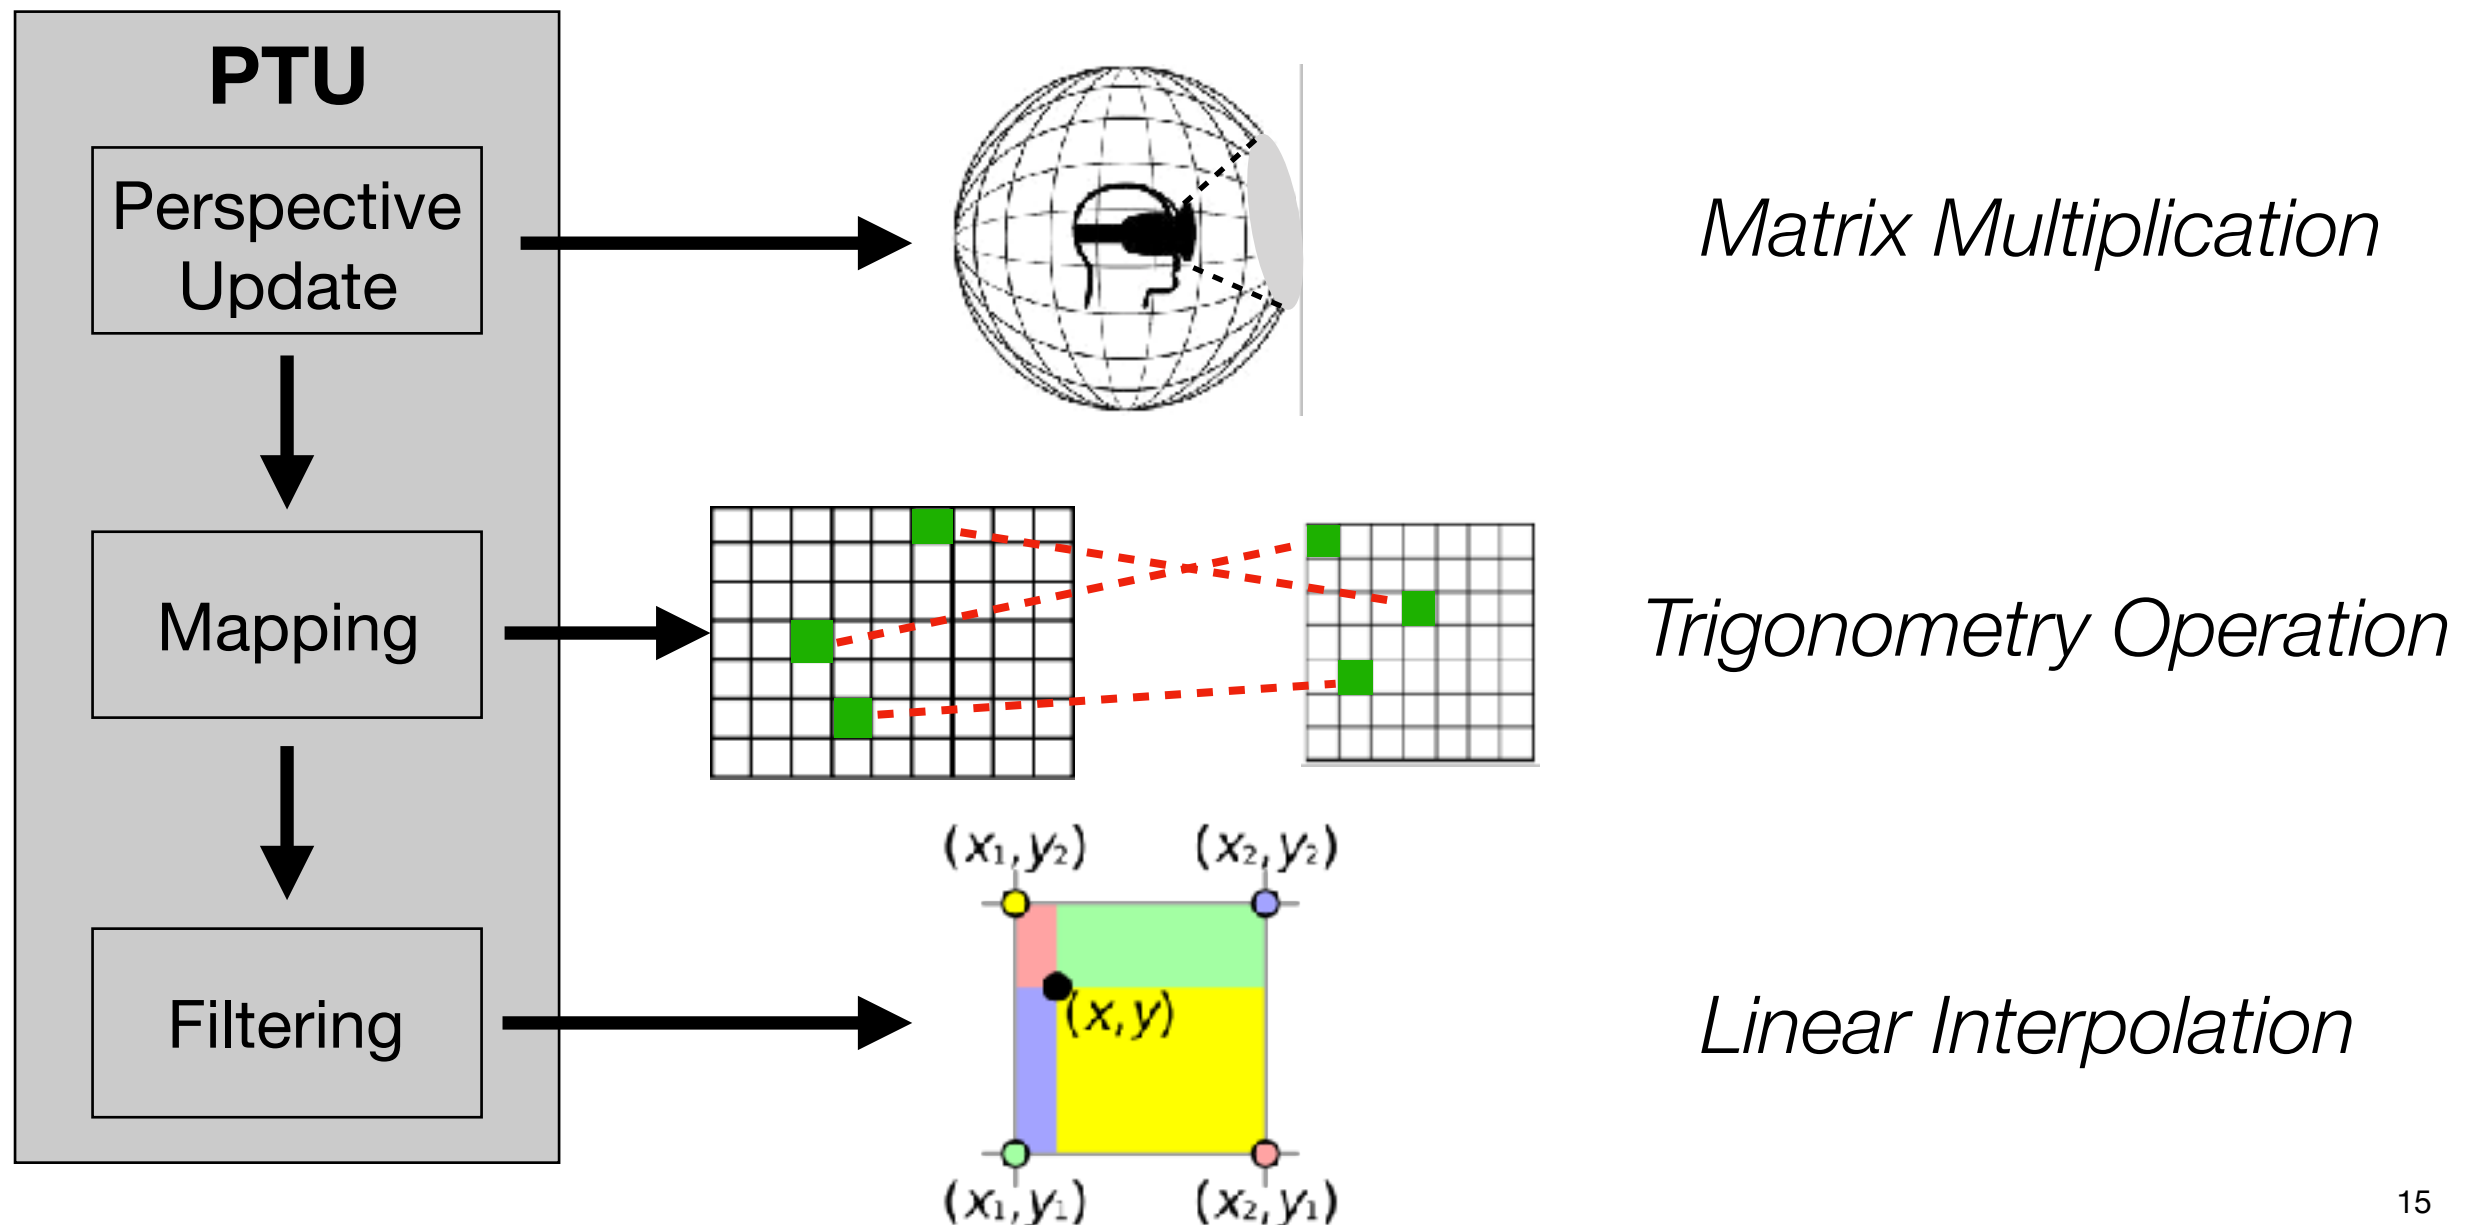 PTU
Perspective
Update
Matrix Multiplication
Mapping
Trigonometry Operation
Filtering
(x₁, y₂)
(x₂, y₂)
(x, y)
(x₁, y₁)
(x₂, y₁)
Linear Interpolation
15